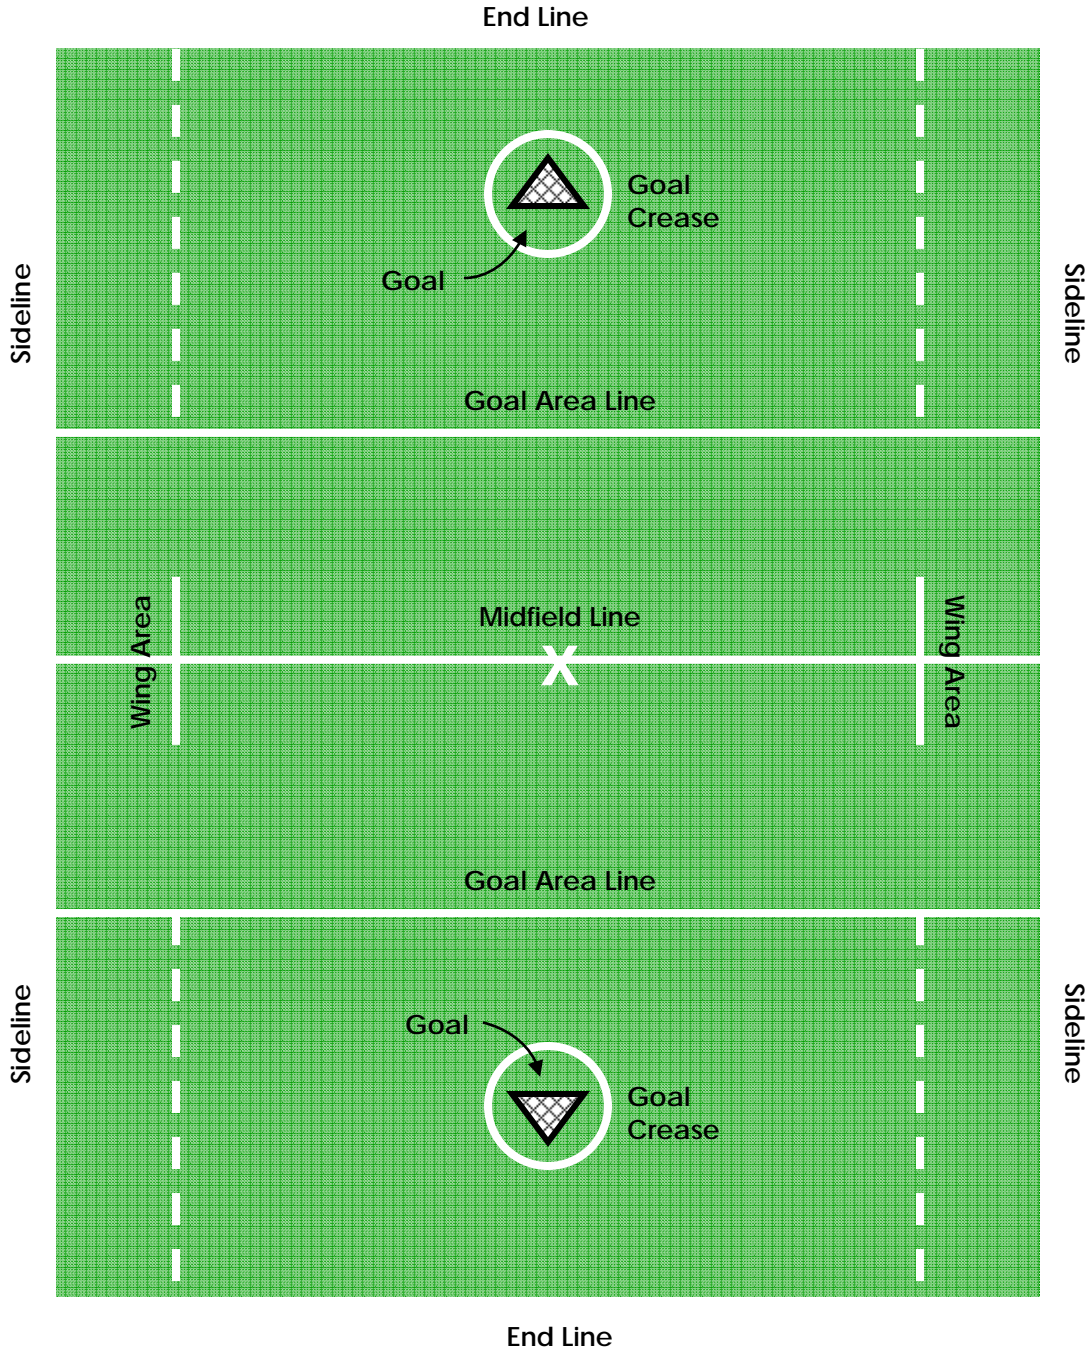 End Line
Goal
Crease
Goal
Sideline
Sideline
Goal Area Line
Wing Area
Midfield Line
X
Wing Area
Goal Area Line
Sideline
Sideline
Goal
Goal
Crease
End Line